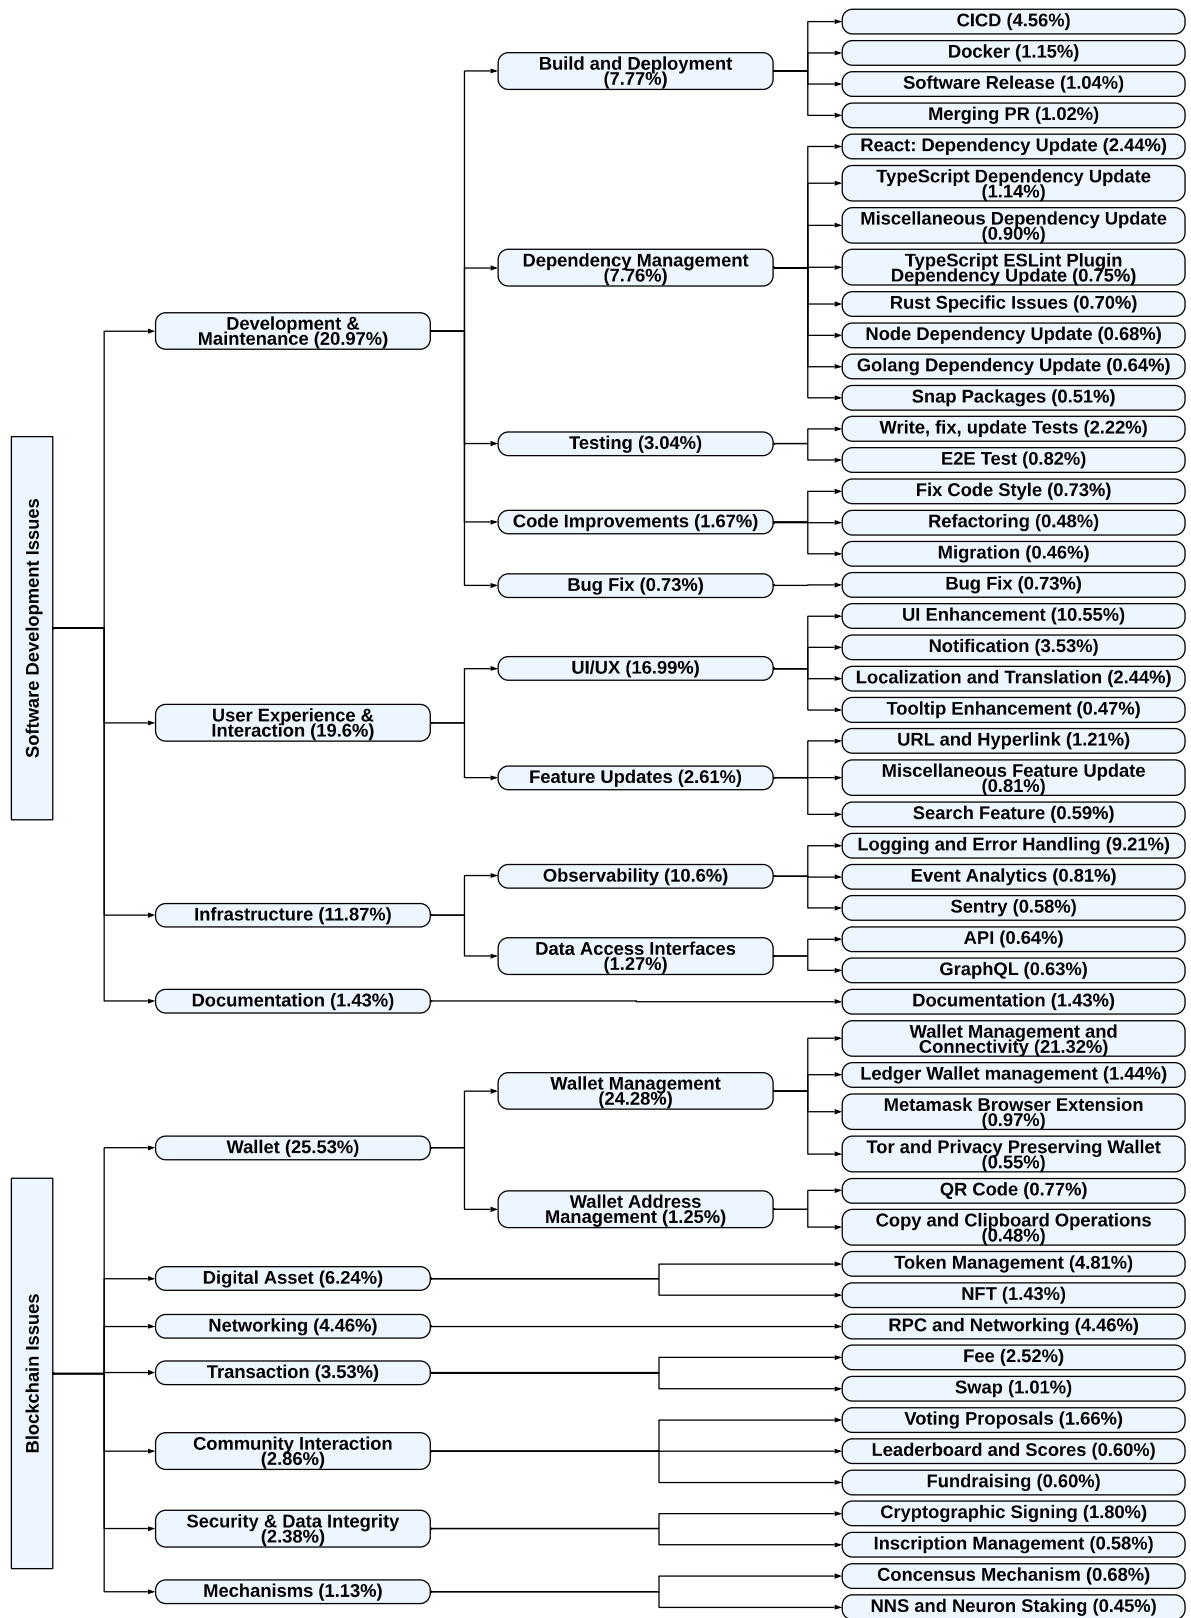 Software Development Issues
Development &
Maintenance (20.97%)
Build and Deployment
(7.77%)
CICD (4.56%)
Docker (1.15%)
Software Release (1.04%)
Merging PR (1.02%)
Dependency Management
(7.76%)
React: Dependency Update (2.44%)
TypeScript Dependency Update
(1.14%)
Miscellaneous Dependency Update
(0.90%)
TypeScript ESLint Plugin
Dependency Update (0.75%)
Rust Specific Issues (0.70%)
Node Dependency Update (0.68%)
Golang Dependency Update (0.64%)
Snap Packages (0.51%)
Testing (3.04%)
Write, fix, update Tests (2.22%)
E2E Test (0.82%)
Code Improvements (1.67%)
Fix Code Style (0.73%)
Refactoring (0.48%)
Migration (0.46%)
Bug Fix (0.73%)
Bug Fix (0.73%)
User Experience &
Interaction (19.6%)
UI/UX (16.99%)
UI Enhancement (10.55%)
Notification (3.53%)
Localization and Translation (2.44%)
Tooltip Enhancement (0.47%)
Feature Updates (2.61%)
URL and Hyperlink (1.21%)
Miscellaneous Feature Update
(0.81%)
Search Feature (0.59%)
Infrastructure (11.87%)
Observability (10.6%)
Logging and Error Handling (9.21%)
Event Analytics (0.81%)
Sentry (0.58%)
Data Access Interfaces
(1.27%)
API (0.64%)
GraphQL (0.63%)
Documentation (1.43%)
Documentation (1.43%)
Blockchain Issues
Wallet (25.53%)
Wallet Management
(24.28%)
Wallet Management and
Connectivity (21.32%)
Ledger Wallet management (1.44%)
Metamask Browser Extension
(0.97%)
Tor and Privacy Preserving Wallet
(0.55%)
Wallet Address
Management (1.25%)
QR Code (0.77%)
Copy and Clipboard Operations
(0.48%)
Digital Asset (6.24%)
Token Management (4.81%)
NFT (1.43%)
Networking (4.46%)
RPC and Networking (4.46%)
Transaction (3.53%)
Fee (2.52%)
Swap (1.01%)
Community Interaction
(2.86%)
Voting Proposals (1.66%)
Leaderboard and Scores (0.60%)
Fundraising (0.60%)
Security & Data Integrity
(2.38%)
Cryptographic Signing (1.80%)
Inscription Management (0.58%)
Mechanisms (1.13%)
Concensus Mechanism (0.68%)
NNS and Neuron Staking (0.45%)